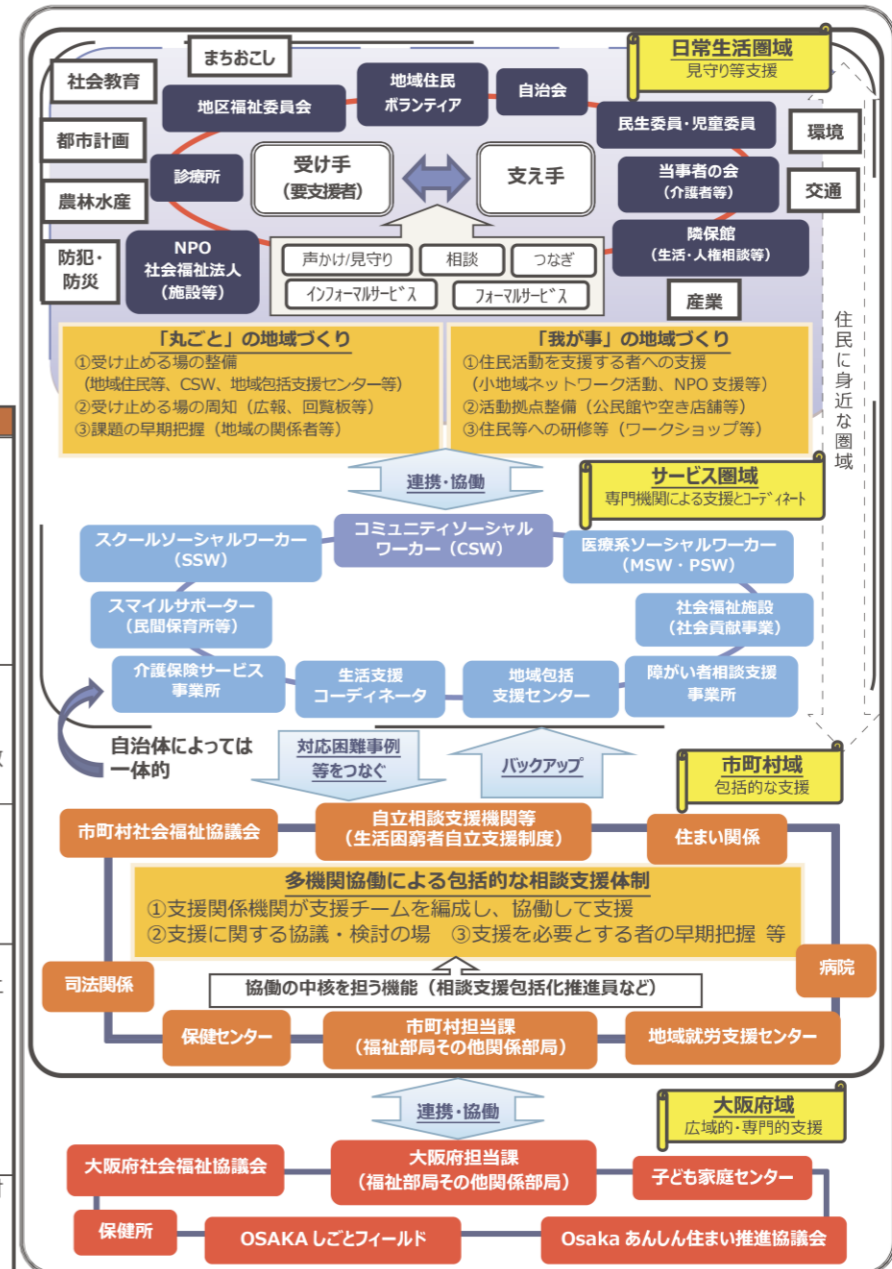 日常生活圏域
見守り等支援
まちおこし
社会教育
地区福祉委員会
地域住民
ボランティア
自治会
民生委員・児童委員
環境
都市計画
診療所
受け手
(要支援者)
支え手
当事者の会
(介護者等)
交通
農林水産
隣保館
(生活・人権相談等)
防犯・
防災
NPO
社会福祉法人
(施設等)
声かけ/見守り
相談
つなぎ
インフォーマルサービス
フォーマルサービス
産業
住民に身近な圏域
「丸ごと」の地域づくり
①受け止める場の整備
(地域住民等、CSW、地域包括支援センター等)
②受け止める場の周知(広報、回覧板等)
③課題の早期把握(地域の関係者等)
「我が事」の地域づくり
①住民活動を支援する者への支援
(小地域ネットワーク活動、NPO 支援等)
②活動拠点整備(公民館や空き店舗等)
③住民等への研修等(ワークショップ等)
連携・協働
サービス圏域
専門機関による支援とコーディネート
スクールソーシャルワーカー
(SSW)
コミュニティソーシャル
ワーカー(CSW)
医療系ソーシャルワーカー
(MSW・PSW)
スマイルサポーター
(民間保育所等)
社会福祉施設
(社会貢献事業)
介護保険サービス
事業所
生活支援
コーディネータ
地域包括
支援センター
障がい者相談支援
事業所
自治体によっては
一体的
対応困難事例
等をつなぐ
バックアップ
市町村域
包括的な支援
市町村社会福祉協議会
自立相談支援機関等
(生活困窮者自立支援制度)
住まい関係
多機関協働による包括的な相談支援体制
①支援関係機関が支援チームを編成し、協働して支援
②支援に関する協議・検討の場 ③支援を必要とする者の早期把握 等
司法関係
病院
協働の中核を担う機能(相談支援包括化推進員など)
保健センター
市町村担当課
(福祉部局その他関係部局)
地域就労支援センター
連携・協働
大阪府域
広域的・専門的支援
大阪府社会福祉協議会
大阪府担当課
(福祉部局その他関係部局)
子ども家庭センター
保健所
OSAKA しごとフィールド
Osaka あんしん住まい推進協議会